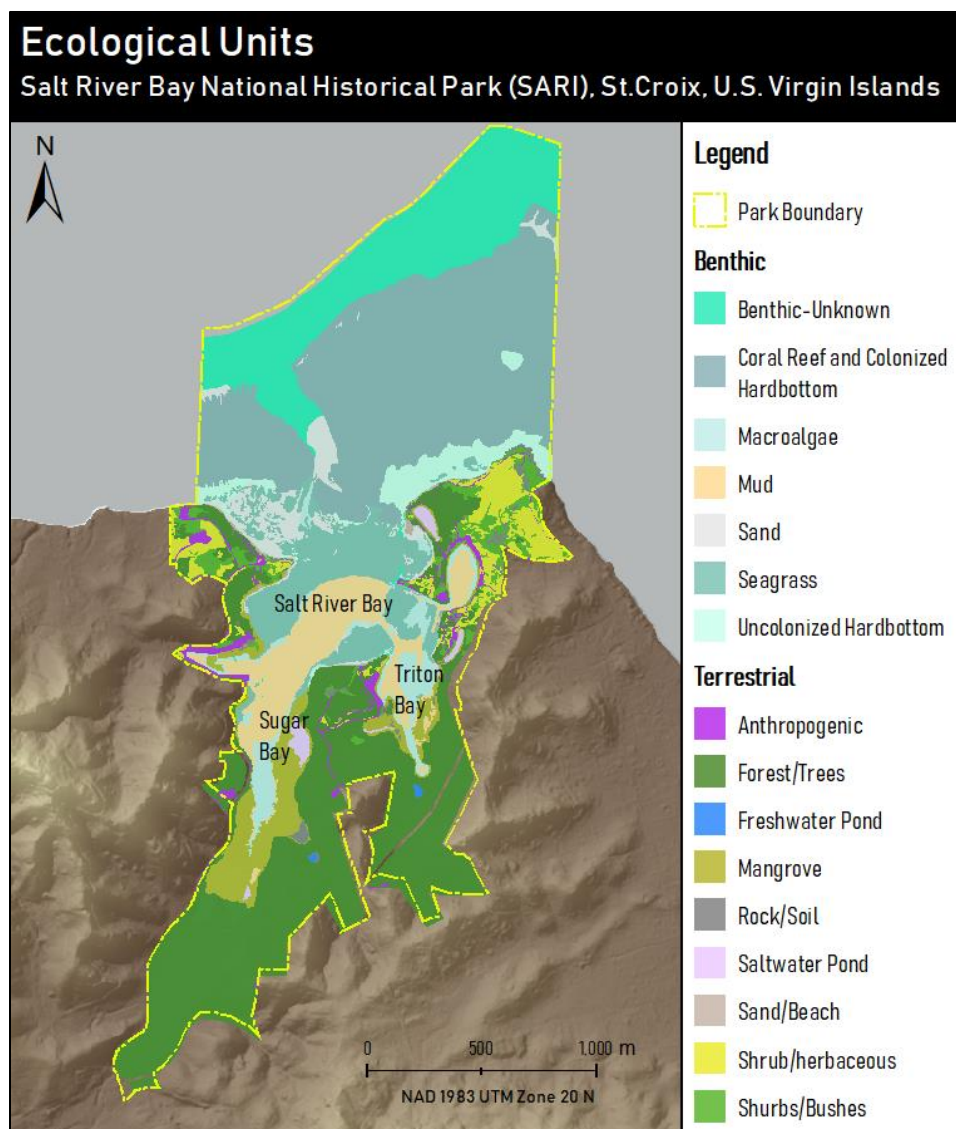 Ecological Units
Salt River Bay National Historical Park (SARI), St.Croix, U.S. Virgin Islands
N
Salt River Bay
Triton
Bay
Sugar
Bay
0 500 1,000 m
NAD 1983 UTM Zone 20 N
Legend
Park Boundary
Benthic
Benthic-Unknown
Coral Reef and Colonized
Hardbottom
Macroalgae
Mud
Sand
Seagrass
Uncolonized Hardbottom
Terrestrial
Anthropogenic
Forest/Trees
Freshwater Pond
Mangrove
Rock/Soil
Saltwater Pond
Sand/Beach
Shrub/herbaceous
Shurbs/Bushes